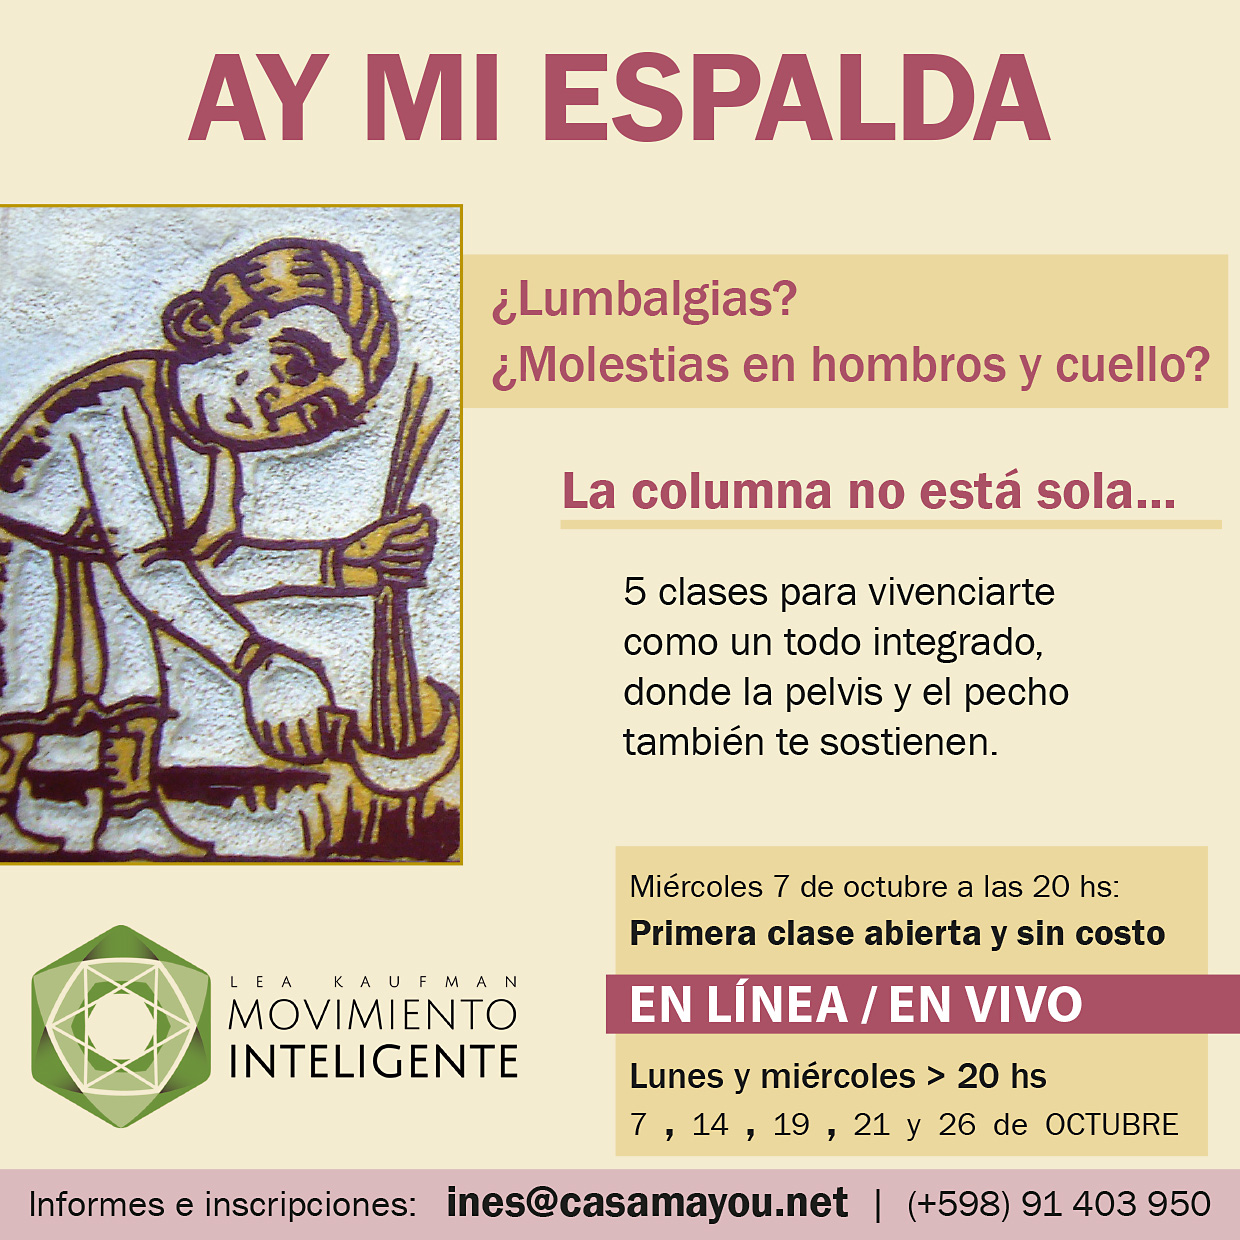 AY MI ESPALDA
¿Lumbalgias?
¿Molestias en hombros y cuello?
La columna no está sola...
5 clases para vivenciarte
como un todo integrado,
donde la pelvis y el pecho
también te sostienen.
Miércoles 7 de octubre a las 20 hs:
Primera clase abierta y sin costo
EN LÍNEA / EN VIVO
Lunes y miércoles > 20 hs
7 , 14 , 19 , 21 y 26 de OCTUBRE
LEA KAUFMAN
MOVIMIENTO
INTELIGENTE
Informes e inscripciones: ines@casamayou.net | (+598) 91 403 950